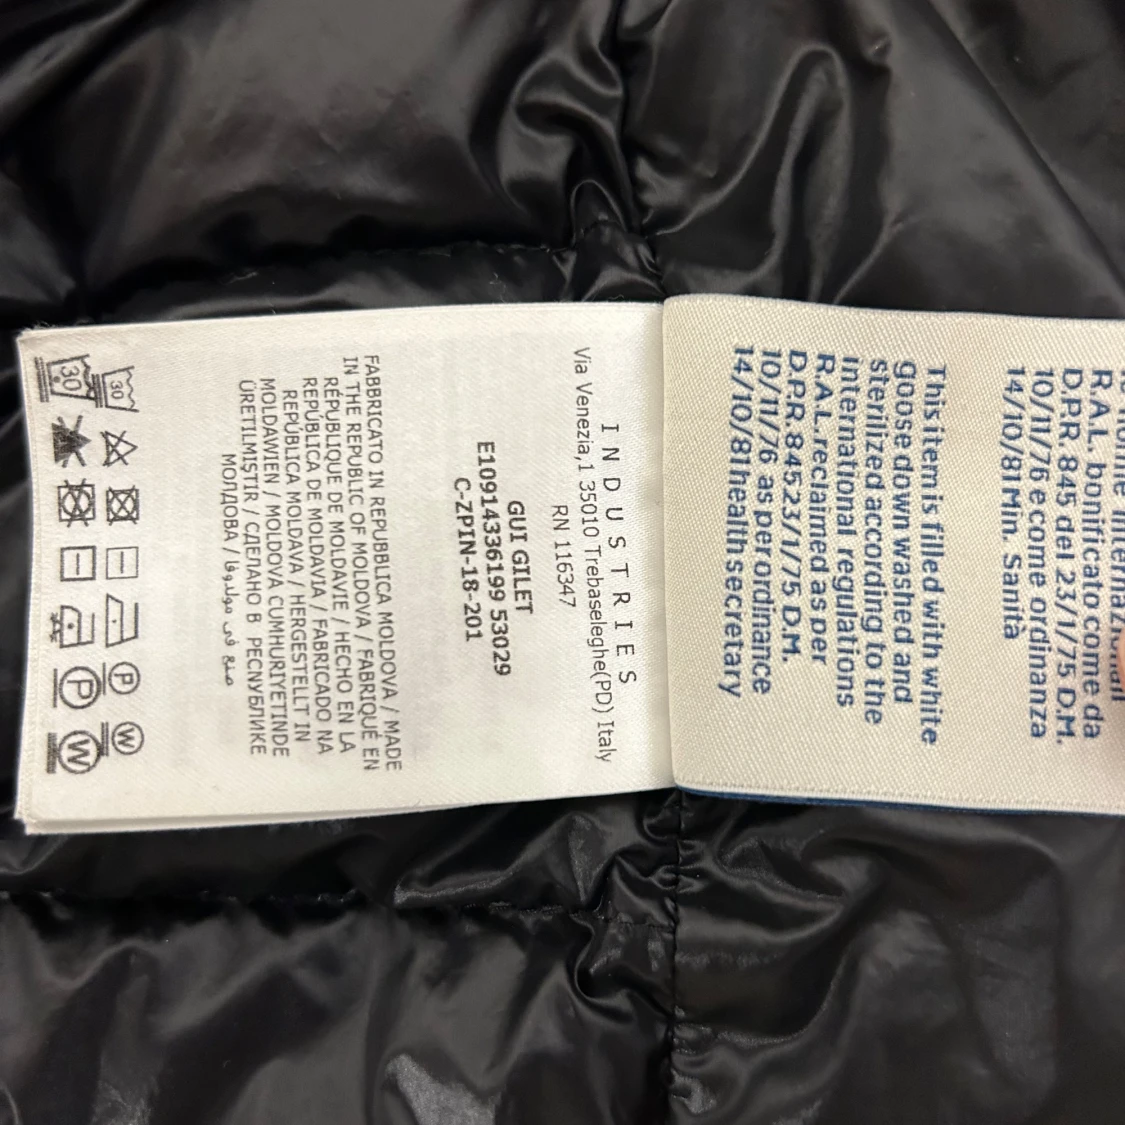 INDUSTRIES
Via Venezia,1 35010 Trebaseleghe(PD) Italy
RN 116347
GUI GILET
E10914336199 53029
C-ZPIN-18-201
FABBRICATO IN REPUBBLICA MOLDOVA / MADE
IN THE REPUBLIC OF MOLDOVA / FABRIQUÉ EN
RÉPUBLIQUE DE MOLDAVIE / HECHO EN LA
REPÚBLICA DE MOLDAVIA / FABRICADO NA
REPÚBLICA MOLDAVA / HERGESTELLT IN
MOLDAWIEN / MOLDOVA CUMHURIYETINDE
ÜRETILMIŞTIR / СДЕЛАНО В РЕСПУБЛИКЕ
МОЛДОВА / صنع في مولدوفا
30
30
P
P
W
W
R.A.L. bonificato come da
D.P.R. 845 del 23/1/75 D.M.
10/11/76 e come ordinanza
14/10/81 Min. Sanità
This item is filled with white
goose down washed and
sterilized according to the
international regulations
R.A.L. reclaimed as per
D.P.R. 845 23/1/75 D.M.
10/11/76 as per ordinance
14/10/81 health secretary